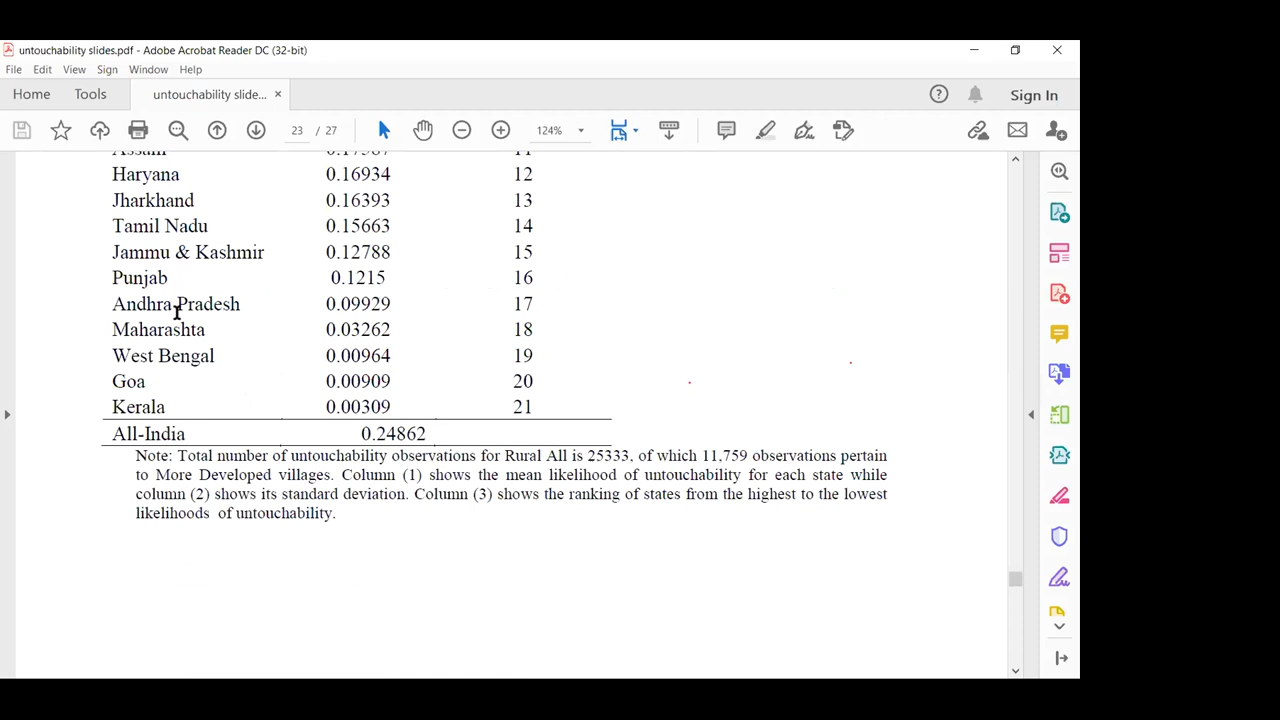 untouchability slides.pdf - Adobe Acrobat Reader DC (32-bit)
File Edit View Sign Window Help
Home Tools untouchability slide... × Sign In
23 / 27 124%
Haryana 0.16934 12
Jharkhand 0.16393 13
Tamil Nadu 0.15663 14
Jammu & Kashmir 0.12788 15
Punjab 0.1215 16
Andhra Pradesh 0.09929 17
Maharashta 0.03262 18
West Bengal 0.00964 19
Goa 0.00909 20
Kerala 0.00309 21
All-India 0.24862
Note: Total number of untouchability observations for Rural All is 25333, of which 11,759 observations pertain
to More Developed villages. Column (1) shows the mean likelihood of untouchability for each state while
column (2) shows its standard deviation. Column (3) shows the ranking of states from the highest to the lowest
likelihoods of untouchability.